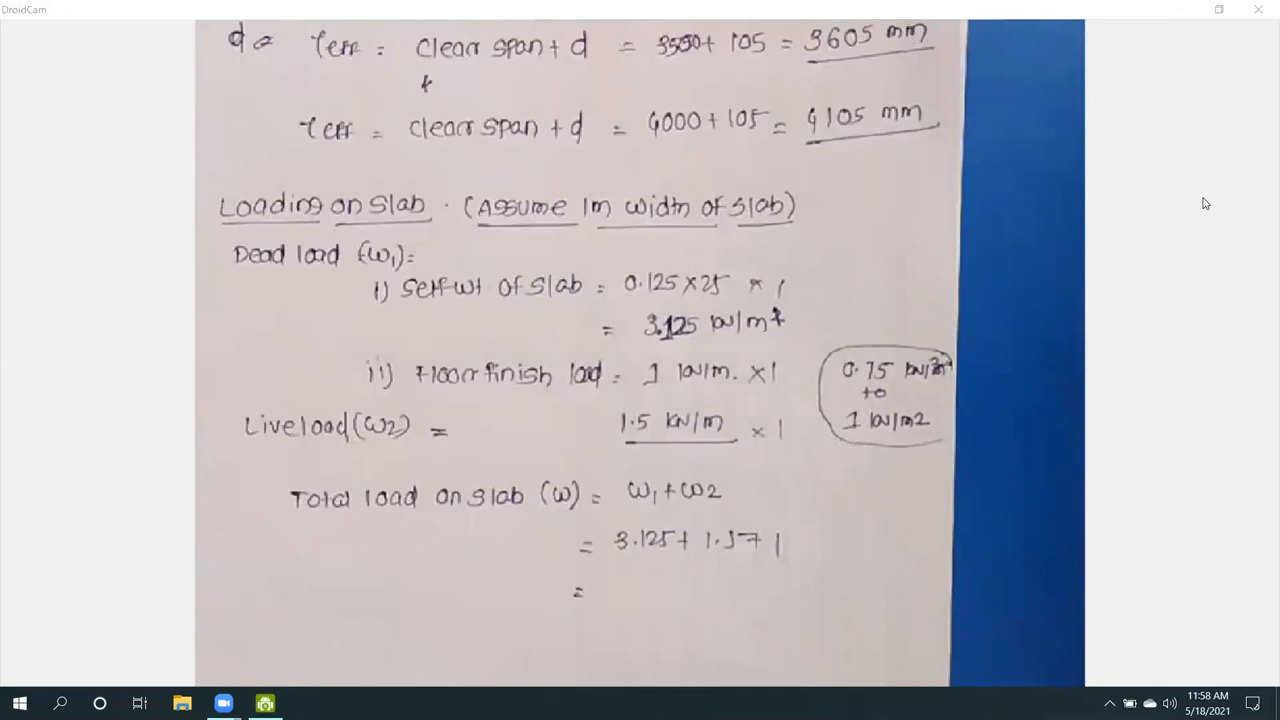 DroidCam
d = leff = clear span + d = 3500 + 105 = 3605 mm
&
leff = clear span + d = 4000 + 105 = 4105 mm
Loading on slab . (Assume 1m width of slab)
Dead load (w1) =
i) self wt of slab = 0.125 × 25 × 1
= 3.125 kN/m
ii) Floor finish load = 1 kN/m. × 1
0.75 kN/m2
to
1 kN/m2
Live load (w2) = 1.5 kN/m × 1
Total load on slab (w) = w1 + w2
= 3.125 + 1.5 + 1
=
11:58 AM
5/18/2021